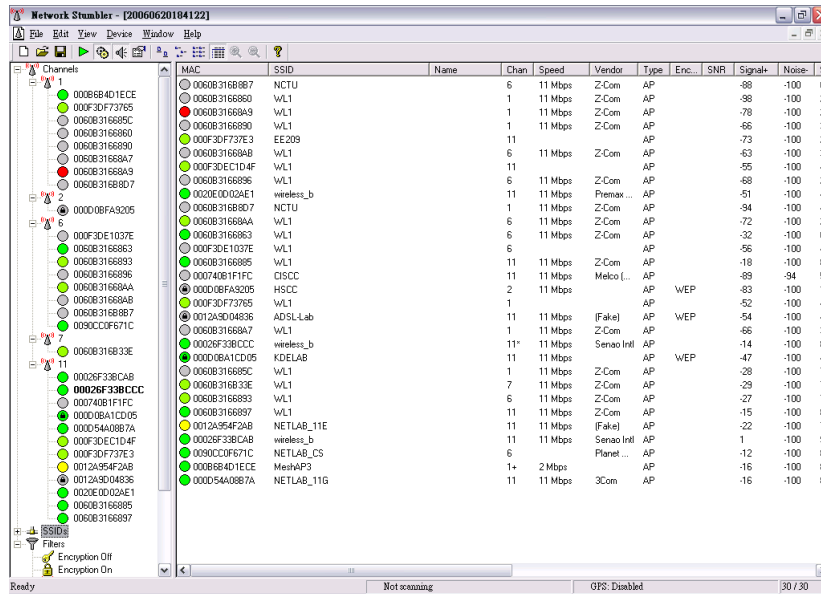 Network Stumbler - [20060620184122]
File Edit View Device Window Help
Channels
1
000B6B4D1ECE
000F3DF73765
0060B316685C
0060B3166860
0060B3166890
0060B31668A7
0060B31668A9
0060B316B8D7
2
000D0BFA9205
6
000F3DE1037E
0060B3166863
0060B3166893
0060B3166896
0060B31668AA
0060B31668AB
0060B316B8B7
0090CC0F671C
7
0060B316B33E
11
00026F33BCAB
00026F33BCCC
000740B1F1FC
000D0BA1CD05
000D54A08B7A
000F3DEC1D4F
000F3DF737E3
0012A954F2AB
0012A9D04836
0020E0D02AE1
0060B3166885
0060B3166897
SSIDs
Filters
Encryption Off
Encryption On
MAC SSID Name Chan Speed Vendor Type Enc... SNR Signal+ Noise-
0060B316B8B7 NCTU 6 11 Mbps Z-Com AP -88 -100
0060B3166860 WL1 1 11 Mbps Z-Com AP -98 -100
0060B31668A9 WL1 1 11 Mbps Z-Com AP -78 -100
0060B3166890 WL1 1 11 Mbps Z-Com AP -66 -100
000F3DF737E3 EE209 11 AP -73 -100
0060B31668AB WL1 6 11 Mbps Z-Com AP -63 -100
000F3DEC1D4F WL1 11 AP -55 -100
0060B3166896 WL1 6 11 Mbps Z-Com AP -68 -100
0020E0D02AE1 wireless_b 11 11 Mbps Premax ... AP -51 -100
0060B316B8D7 NCTU 1 11 Mbps Z-Com AP -94 -100
0060B31668AA WL1 6 11 Mbps Z-Com AP -72 -100
0060B3166863 WL1 6 11 Mbps Z-Com AP -32 -100
000F3DE1037E WL1 6 AP -56 -100
0060B3166885 WL1 11 11 Mbps Z-Com AP -18 -100
000740B1F1FC CISCC 11 11 Mbps Melco (... AP -89 -94
000D0BFA9205 HSCC 2 11 Mbps AP WEP -83 -100
000F3DF73765 WL1 1 AP -52 -100
0012A9D04836 ADSL-Lab 11 11 Mbps (Fake) AP WEP -54 -100
0060B31668A7 WL1 1 11 Mbps Z-Com AP -66 -100
00026F33BCCC wireless_b 11* 11 Mbps Senao Intl AP -14 -100
000D0BA1CD05 KDELAB 11 11 Mbps AP WEP -47 -100
0060B316685C WL1 1 11 Mbps Z-Com AP -28 -100
0060B316B33E WL1 7 11 Mbps Z-Com AP -29 -100
0060B3166893 WL1 6 11 Mbps Z-Com AP -27 -100
0060B3166897 WL1 11 11 Mbps Z-Com AP -15 -100
0012A954F2AB NETLAB_11E 11 11 Mbps (Fake) AP -22 -100
00026F33BCAB wireless_b 11 11 Mbps Senao Intl AP 1 -100
0090CC0F671C NETLAB_CS 6 Planet ... AP -12 -100
000B6B4D1ECE MeshAP3 1+ 2 Mbps AP -16 -100
000D54A08B7A NETLAB_11G 11 11 Mbps 3Com AP -16 -100
Ready Not scanning GPS: Disabled 30 / 30